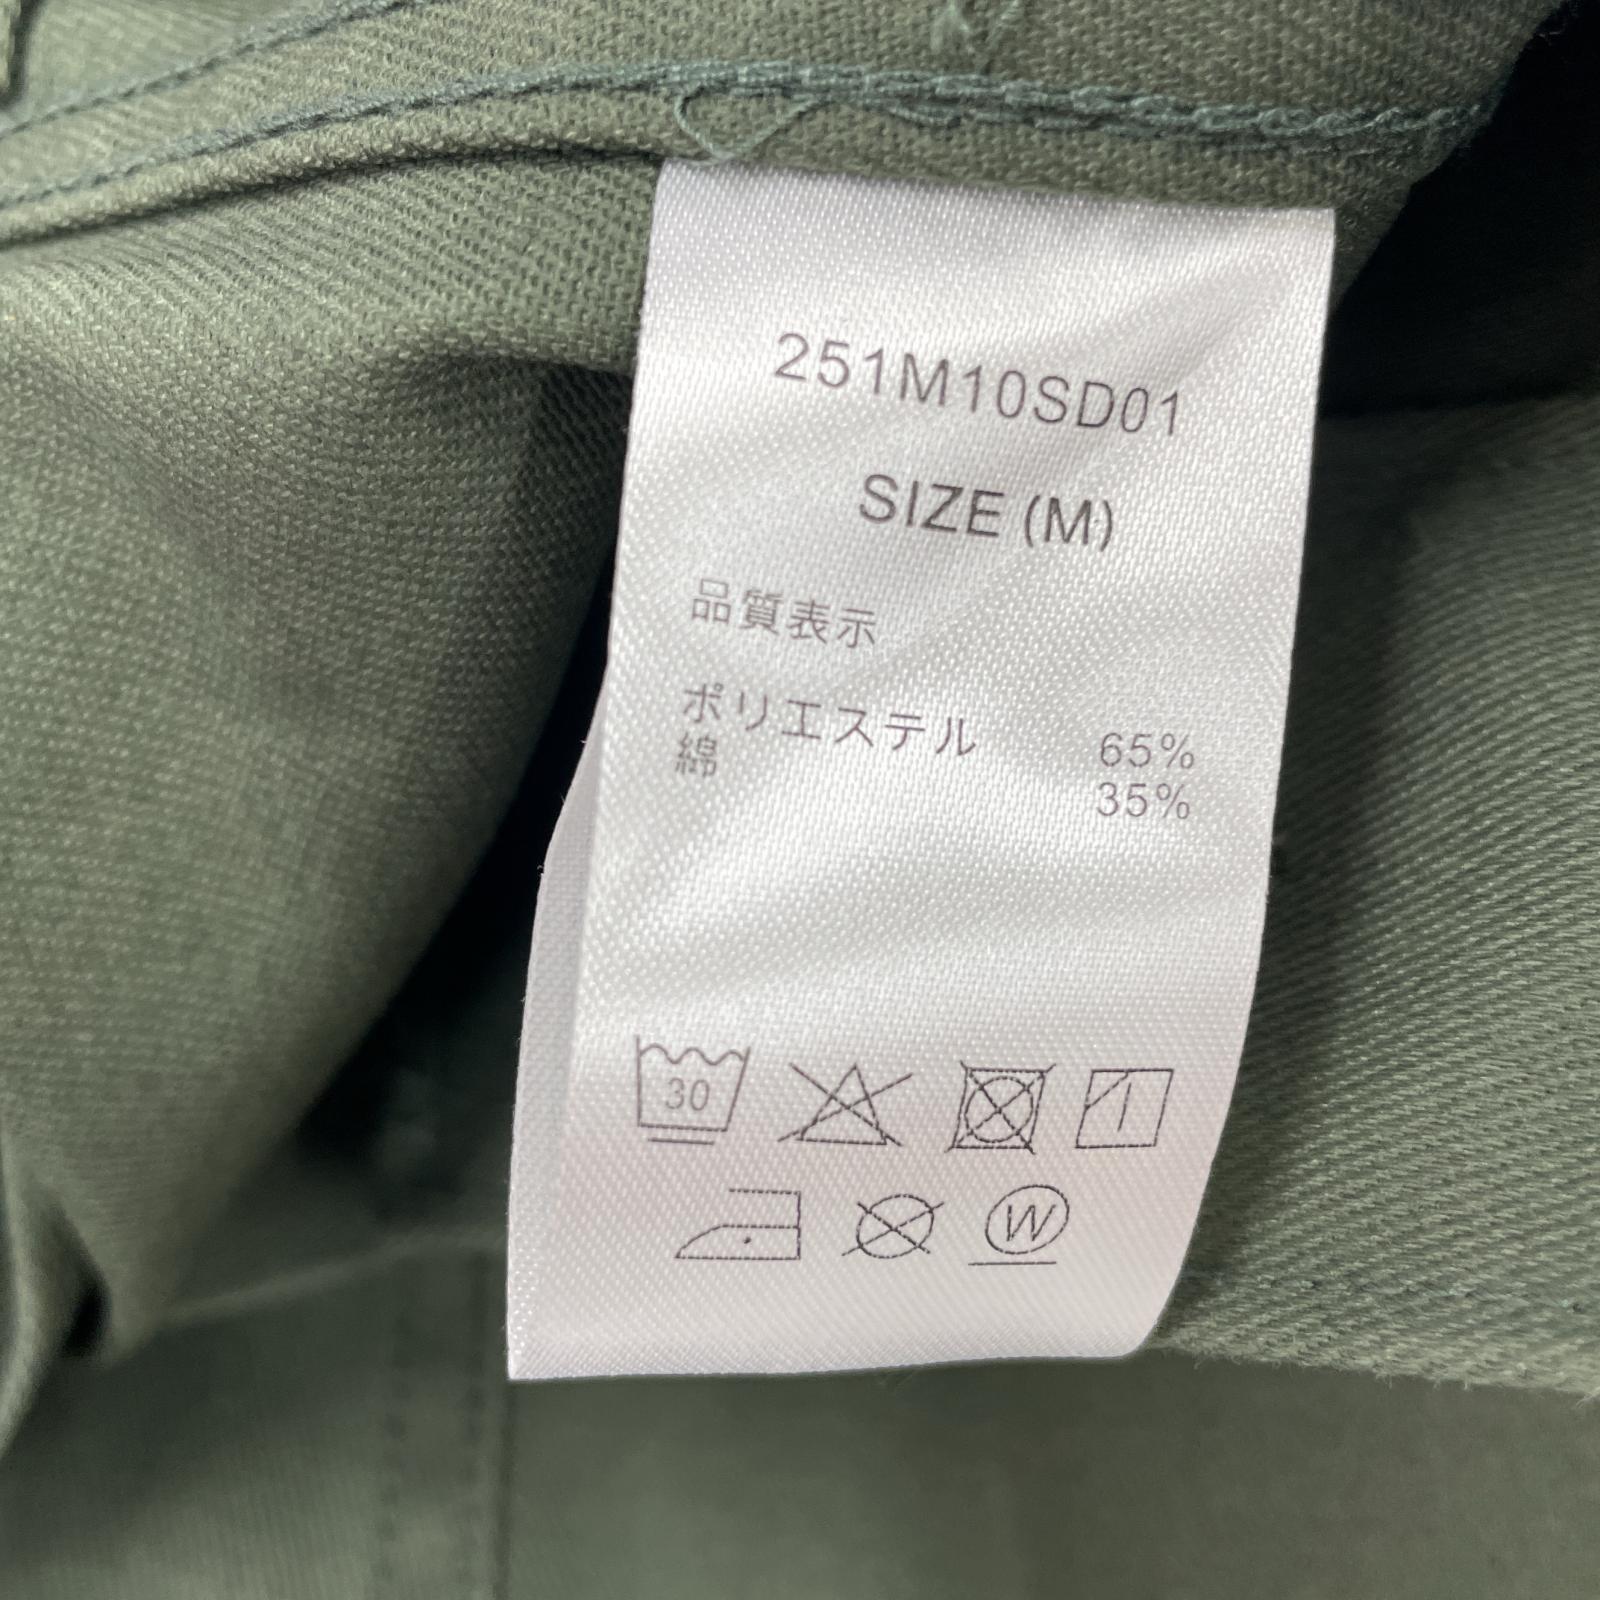 251M10SD01
SIZE (M)
品質表示
ポリエステル 65%
綿 35%
30
W